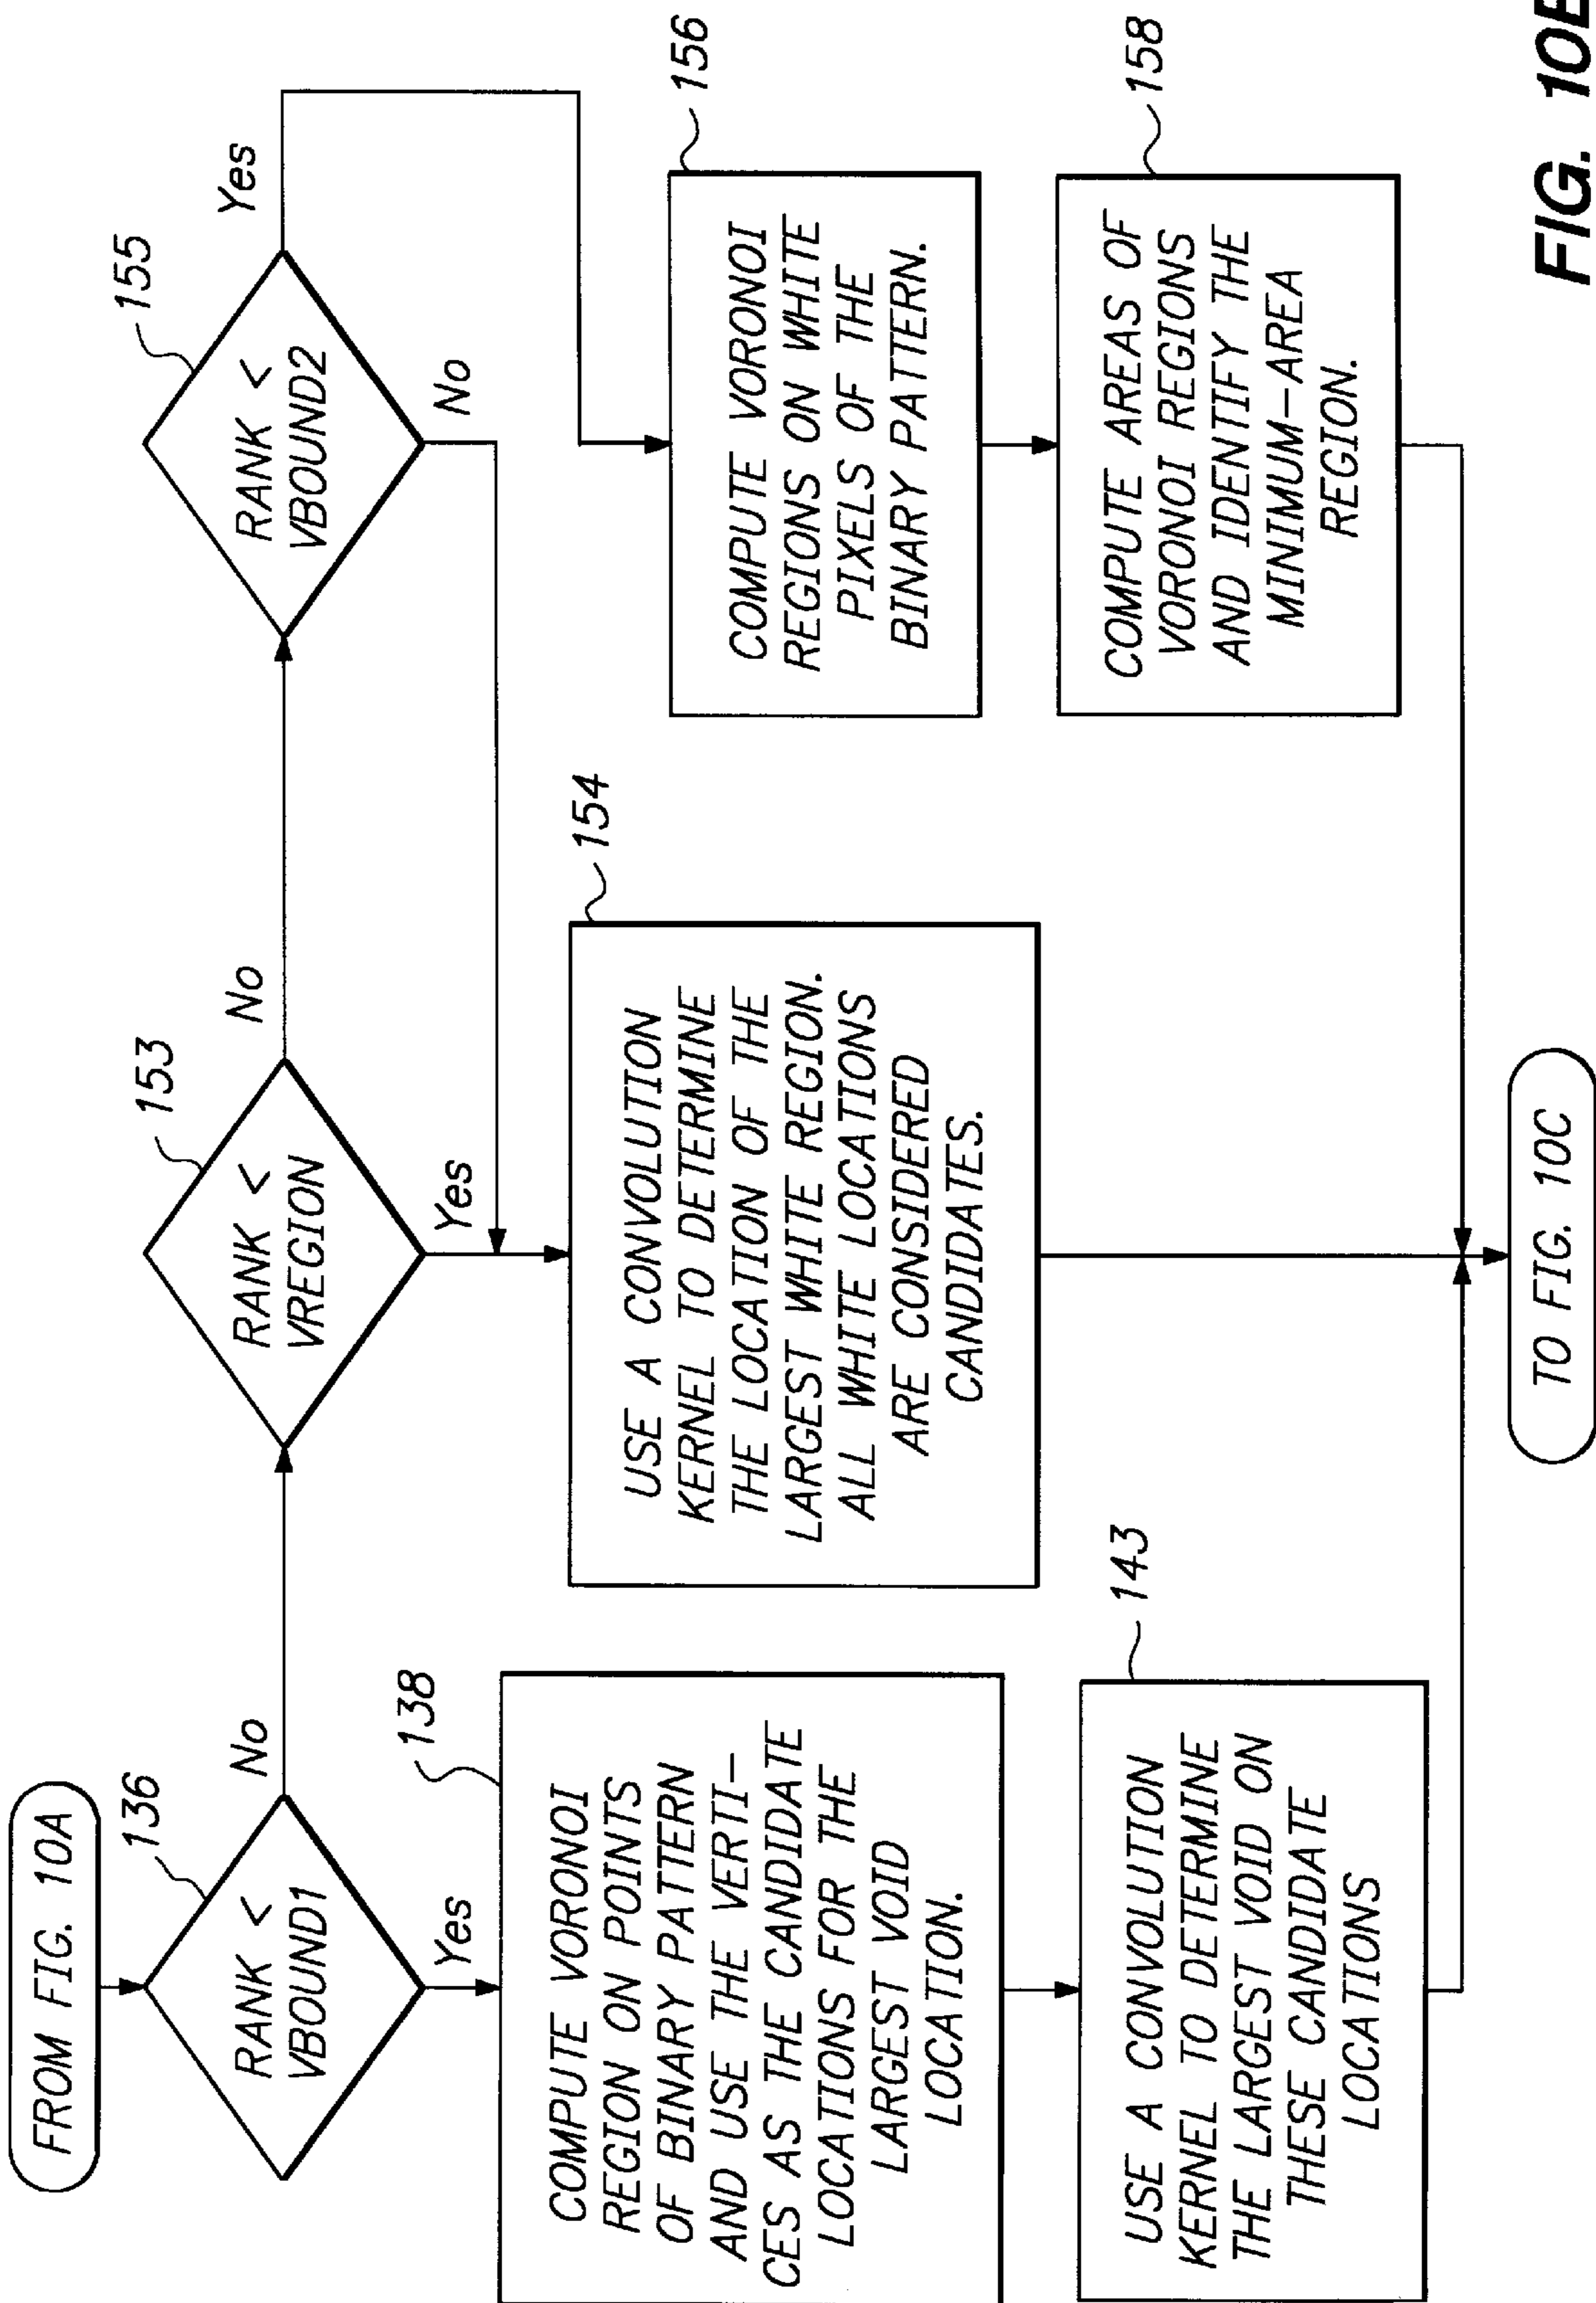 FROM FIG. 10A
136
RANK <
VBOUND1
No
Yes
138
COMPUTE VORONOI
REGION ON POINTS
OF BINARY PATTERN
AND USE THE VERTI-
CES AS THE CANDIDATE
LOCATIONS FOR THE
LARGEST VOID
LOCATION.
143
USE A CONVOLUTION
KERNEL TO DETERMINE
THE LARGEST VOID ON
THESE CANDIDATE
LOCATIONS
153
RANK <
VREGION
No
Yes
154
USE A CONVOLUTION
KERNEL TO DETERMINE
THE LOCATION OF THE
LARGEST WHITE REGION.
ALL WHITE LOCATIONS
ARE CONSIDERED
CANDIDATES.
155
RANK <
VBOUND2
Yes
No
156
COMPUTE VORONOI
REGIONS ON WHITE
PIXELS OF THE
BINARY PATTERN.
158
COMPUTE AREAS OF
VORONOI REGIONS
AND IDENTIFY THE
MINIMUM-AREA
REGION.
TO FIG. 10C
FIG. 10B